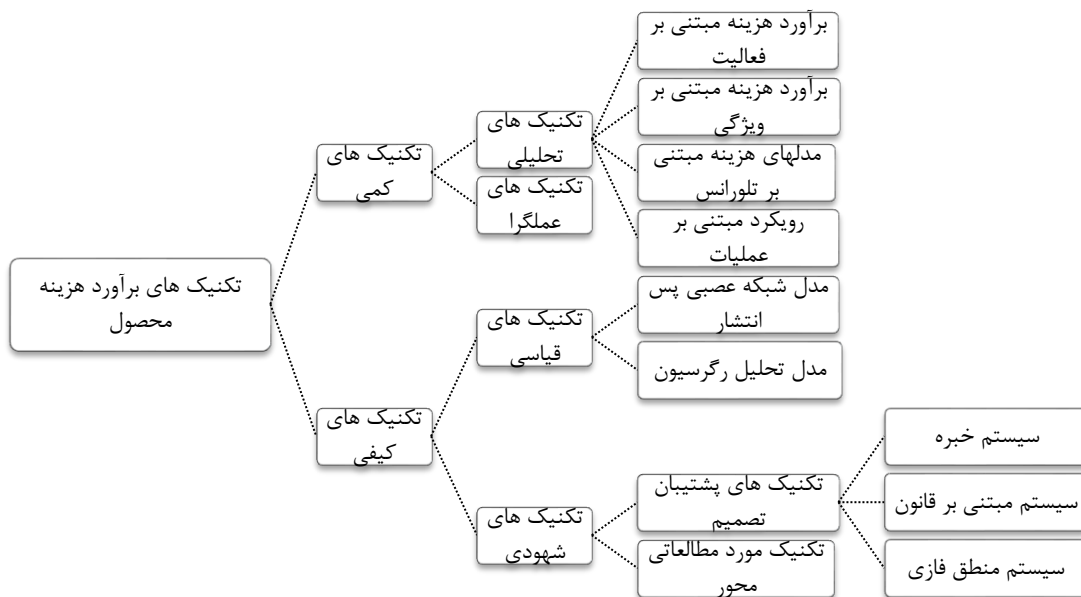 تکنیک های برآورد هزینه
محصول
تکنیک های
کمی
تکنیک های
تحلیلی
برآورد هزینه مبتنی بر
فعالیت
برآورد هزینه مبتنی بر
ویژگی
مدلهای هزینه مبتنی
بر تلورانس
رویکرد مبتنی بر
عملیات
تکنیک های
عملگرا
تکنیک های
کیفی
تکنیک های
قیاسی
مدل شبکه عصبی پس
انتشار
مدل تحلیل رگرسیون
تکنیک های
شهودی
تکنیک های پشتیبان
تصمیم
سیستم خبره
سیستم مبتنی بر قانون
سیستم منطق فازی
تکنیک مورد مطالعاتی
محور